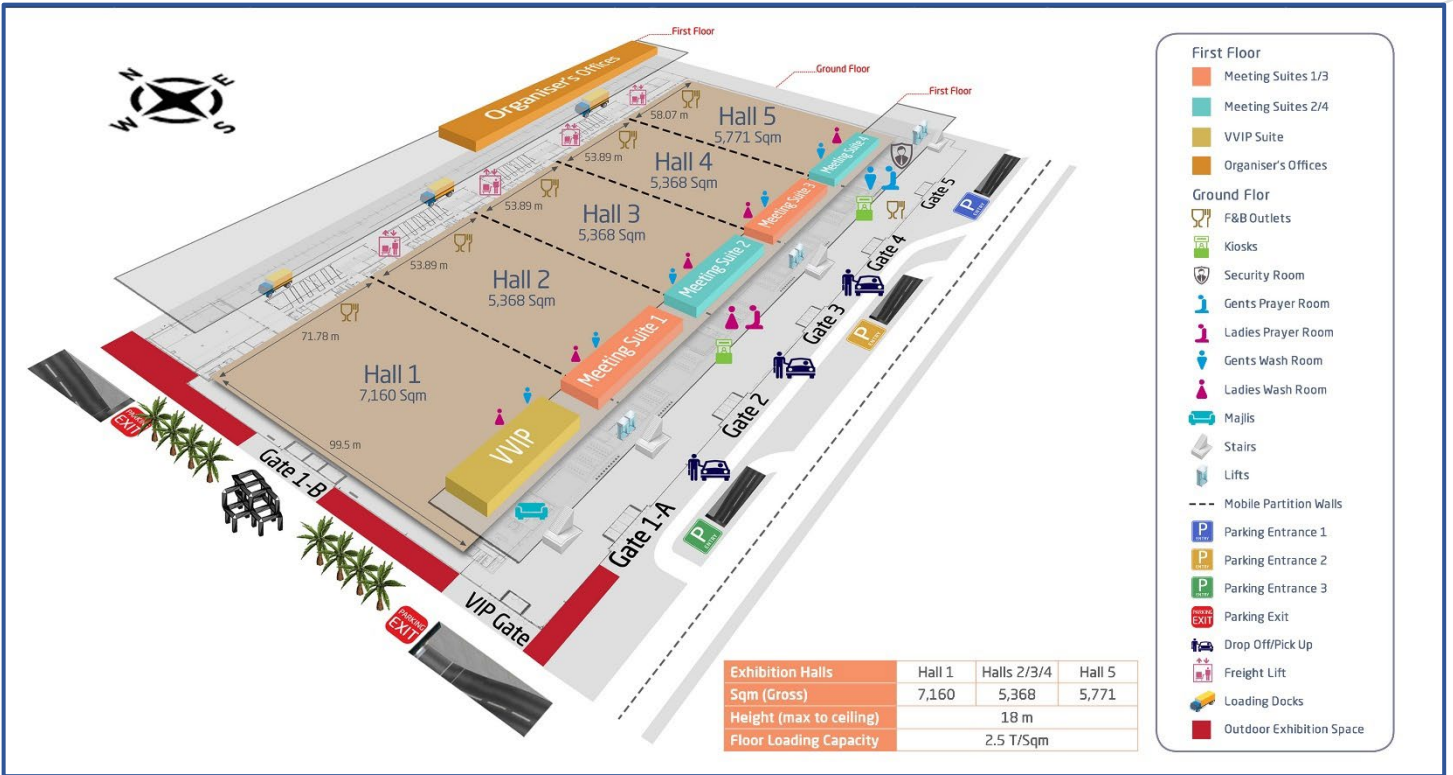 First Floor
Ground Floor
First Floor
N
E
W
S
Organiser's Offices
58.07 m
Hall 5
5,771 Sqm
53.89 m
Hall 4
5,368 Sqm
53.89 m
Hall 3
5,368 Sqm
53.89 m
Hall 2
5,368 Sqm
71.78 m
Hall 1
7,160 Sqm
99.5 m
Meeting Suite 4
Meeting Suite 3
Meeting Suite 2
Meeting Suite 1
VVIP
Gate 5
Gate 4
Gate 3
Gate 2
Gate 1-A
Gate 1-B
VIP Gate
P
ENTRY
P
ENTRY
P
ENTRY
PARKING
EXIT
PARKING
EXIT
First Floor
Meeting Suites 1/3
Meeting Suites 2/4
VVIP Suite
Organiser's Offices
Ground Flor
F&B Outlets
Kiosks
Security Room
Gents Prayer Room
Ladies Prayer Room
Gents Wash Room
Ladies Wash Room
Majlis
Stairs
Lifts
Mobile Partition Walls
P
ENTRY
Parking Entrance 1
P
ENTRY
Parking Entrance 2
P
ENTRY
Parking Entrance 3
PARKING
EXIT
Parking Exit
Drop Off/Pick Up
Freight Lift
Loading Docks
Outdoor Exhibition Space
Exhibition Halls Hall 1 Halls 2/3/4 Hall 5
Sqm (Gross) 7,160 5,368 5,771
Height (max to ceiling) 18 m
Floor Loading Capacity 2.5 T/Sqm